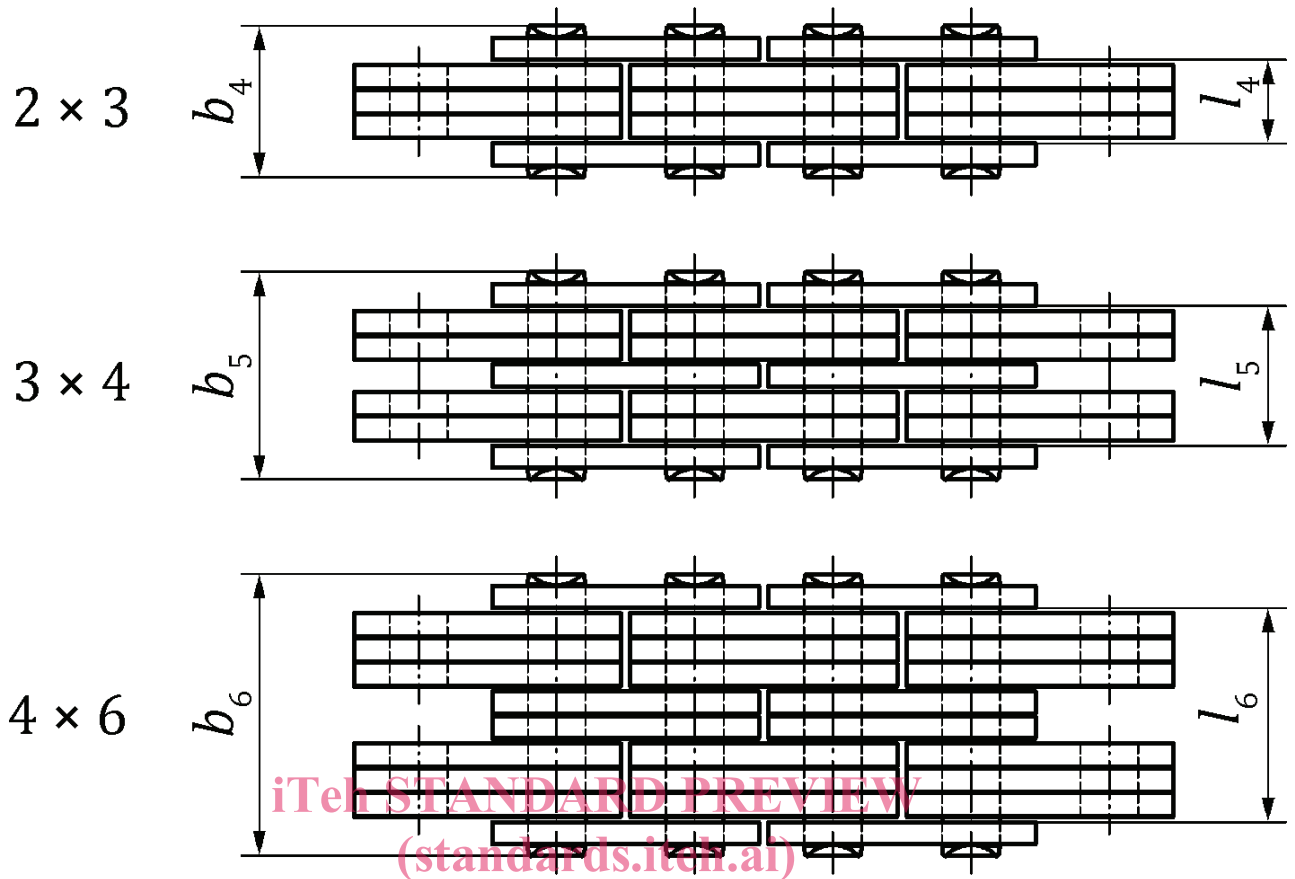 2 × 3
b4
l4
3 × 4
b5
l5
4 × 6
b6
l6
iTeh STANDARD PREVIEW
(standards.iteh.ai)